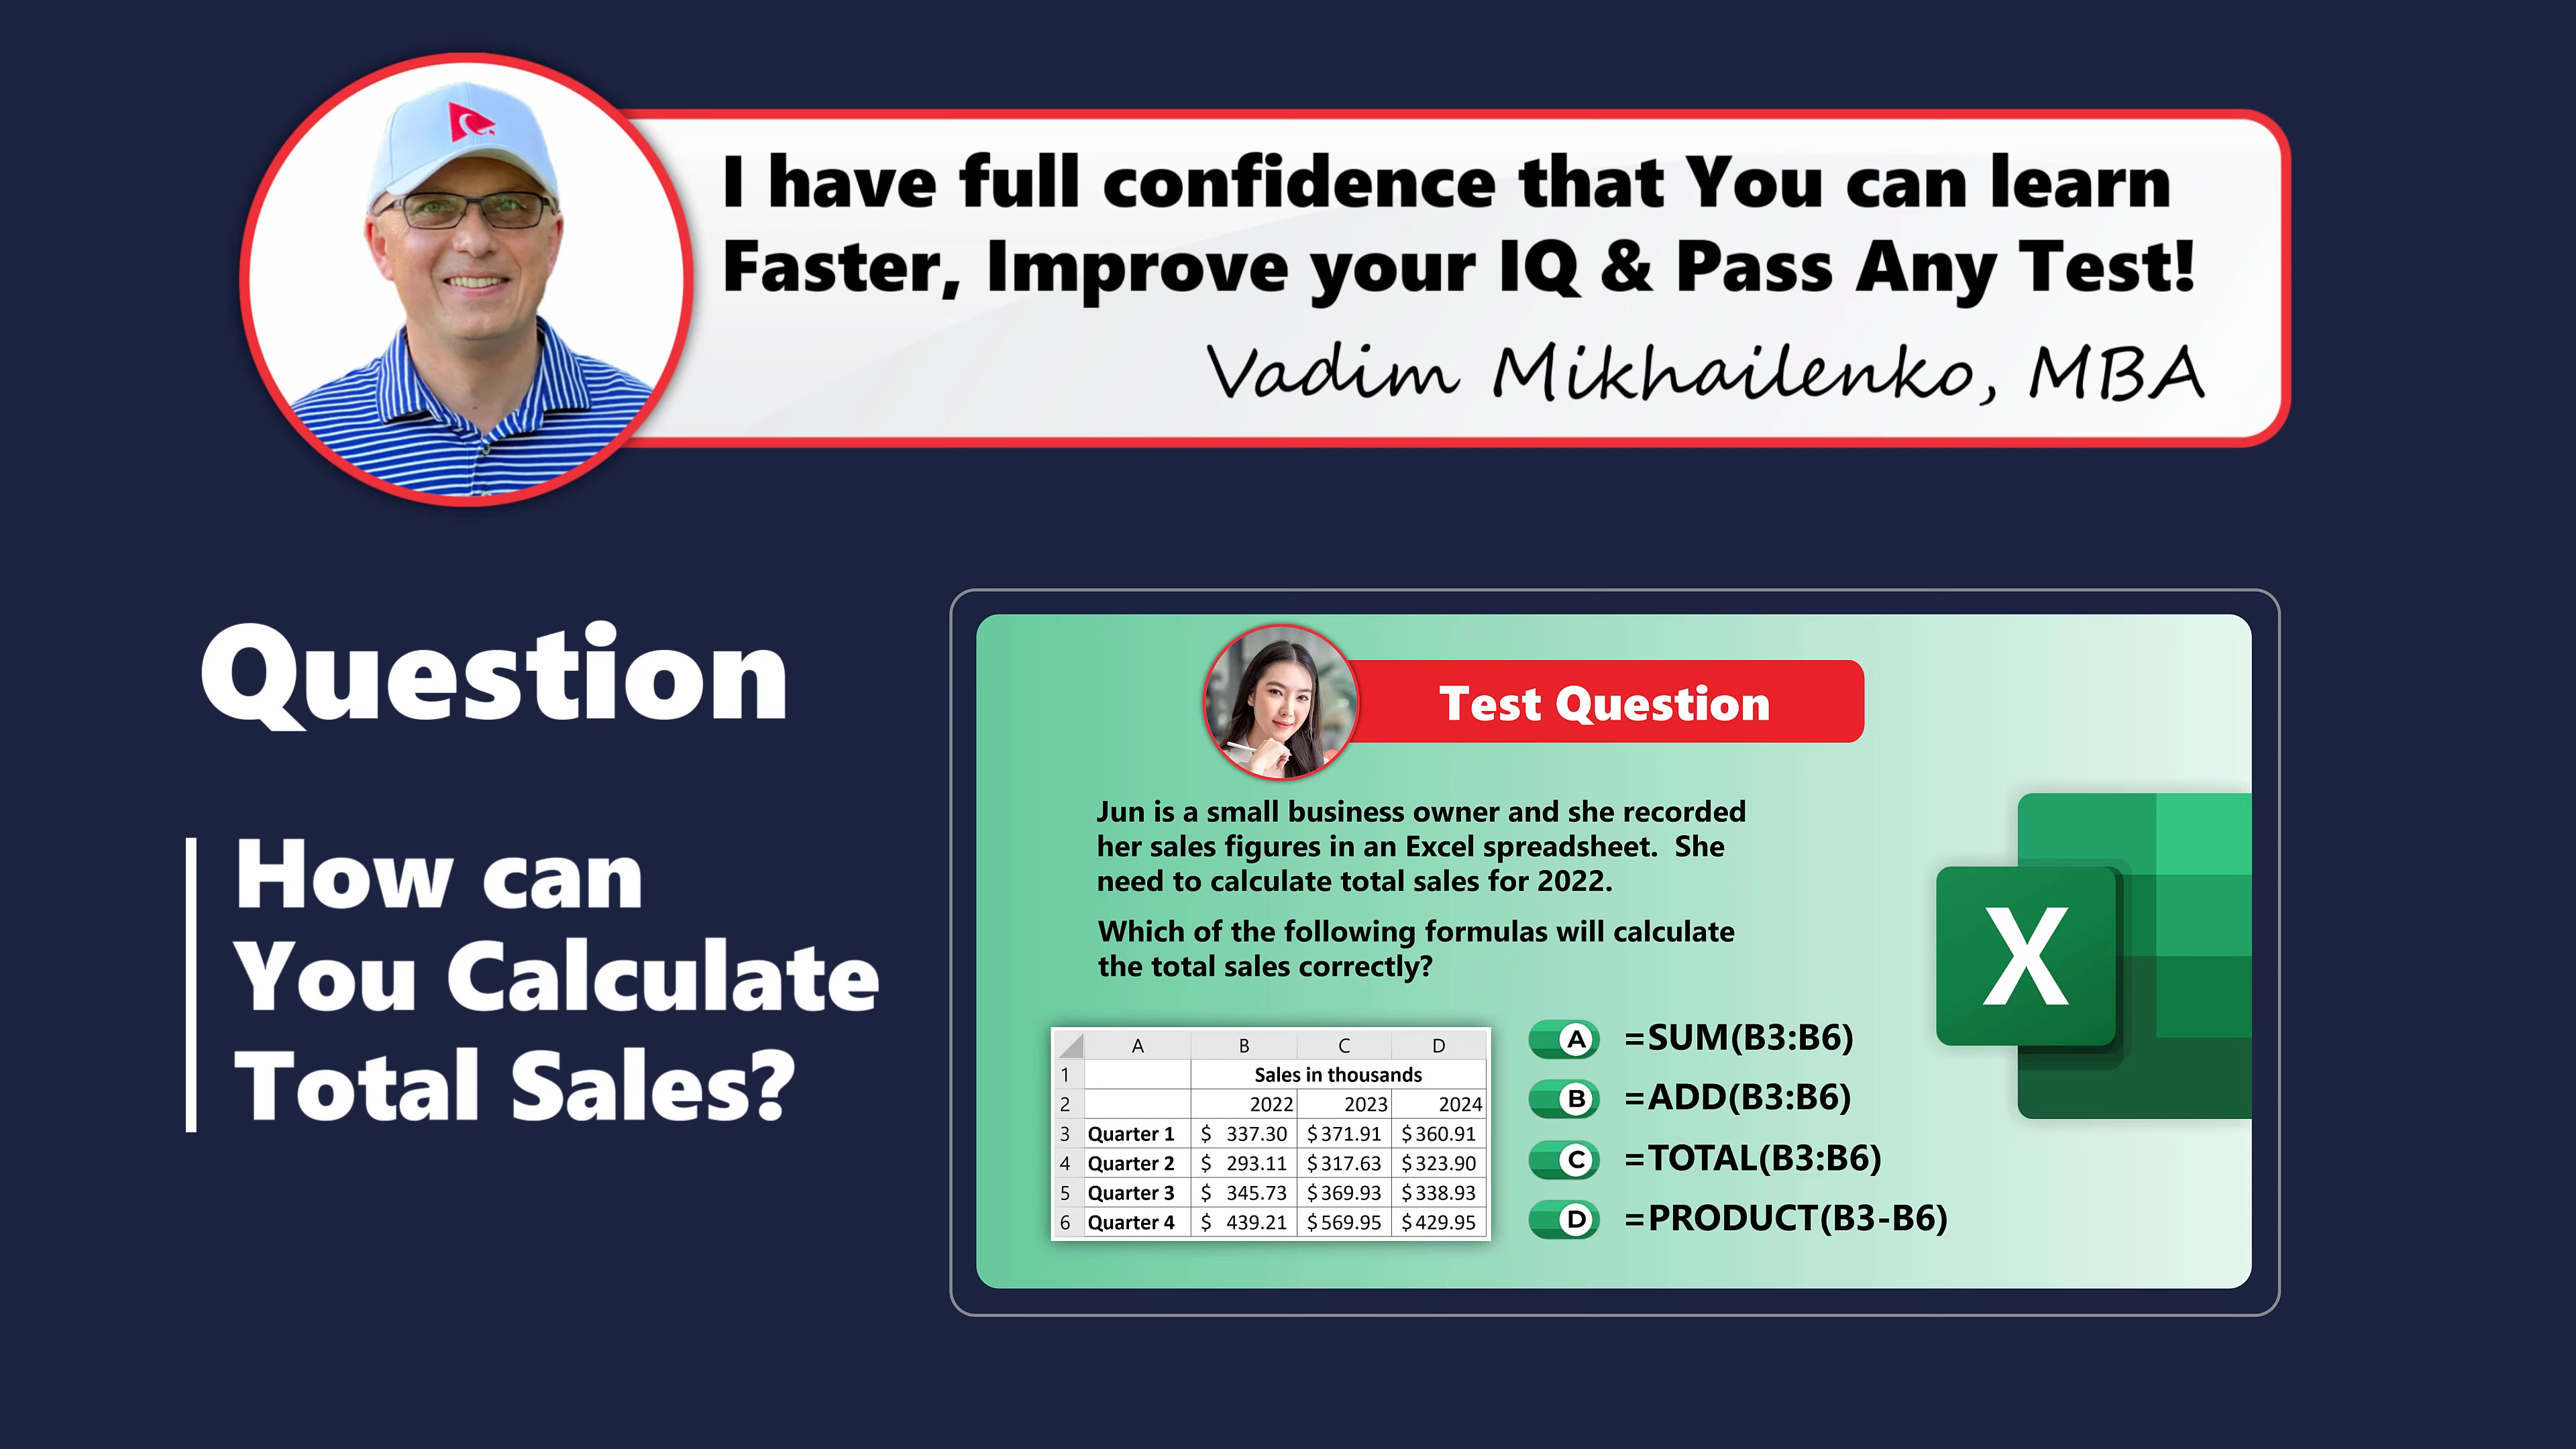 I have full confidence that You can learn
Faster, Improve your IQ & Pass Any Test!
Vadim Mikhailenko, MBA
Question
How can
You Calculate
Total Sales?
Test Question
Jun is a small business owner and she recorded
her sales figures in an Excel spreadsheet.  She
need to calculate total sales for 2022.
Which of the following formulas will calculate
the total sales correctly?
A B C D
1 Sales in thousands
2 2022 2023 2024
3 Quarter 1 $ 337.30 $371.91 $360.91
4 Quarter 2 $ 293.11 $317.63 $323.90
5 Quarter 3 $ 345.73 $369.93 $338.93
6 Quarter 4 $ 439.21 $569.95 $429.95
A =SUM(B3:B6)
B =ADD(B3:B6)
C =TOTAL(B3:B6)
D =PRODUCT(B3-B6)
X